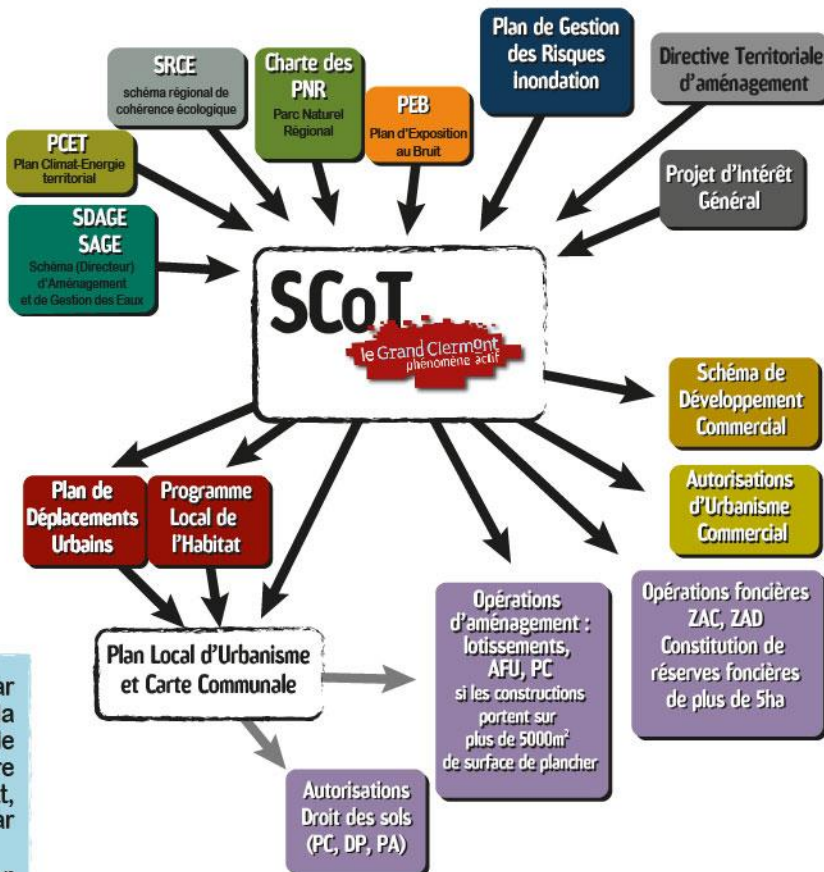 SRCE
schéma régional de
cohérence écologique
Charte des
PNR
Parc Naturel
Régional
PEB
Plan d'Exposition
au Bruit
Plan de Gestion
des Risques
inondation
Directive Territoriale
d'aménagement
PCET
Plan Climat-Energie
territorial
Projet d'Intérêt
Général
SDAGE
SAGE
Schéma (Directeur)
d'Aménagement
et de Gestion des Eaux
SCoT
le Grand Clermont
phénomène actif
Schéma de
Développement
Commercial
Autorisations
d'Urbanisme
Commercial
Plan de
Déplacements
Urbains
Programme
Local de
l'Habitat
Opérations
d'aménagement :
lotissements,
AFU, PC
si les constructions
portent sur
plus de 5000m²
de surface de plancher
Opérations foncières
ZAC, ZAD
Constitution de
réserves foncières
de plus de 5ha
Plan Local d'Urbanisme
et Carte Communale
Autorisations
Droit des sols
(PC, DP, PA)